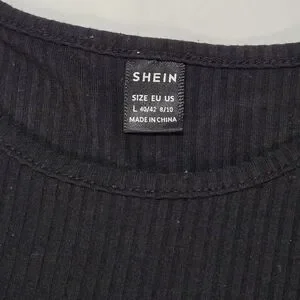 SHEIN
SIZE EU US
L 40/42 8/10
MADE IN CHINA